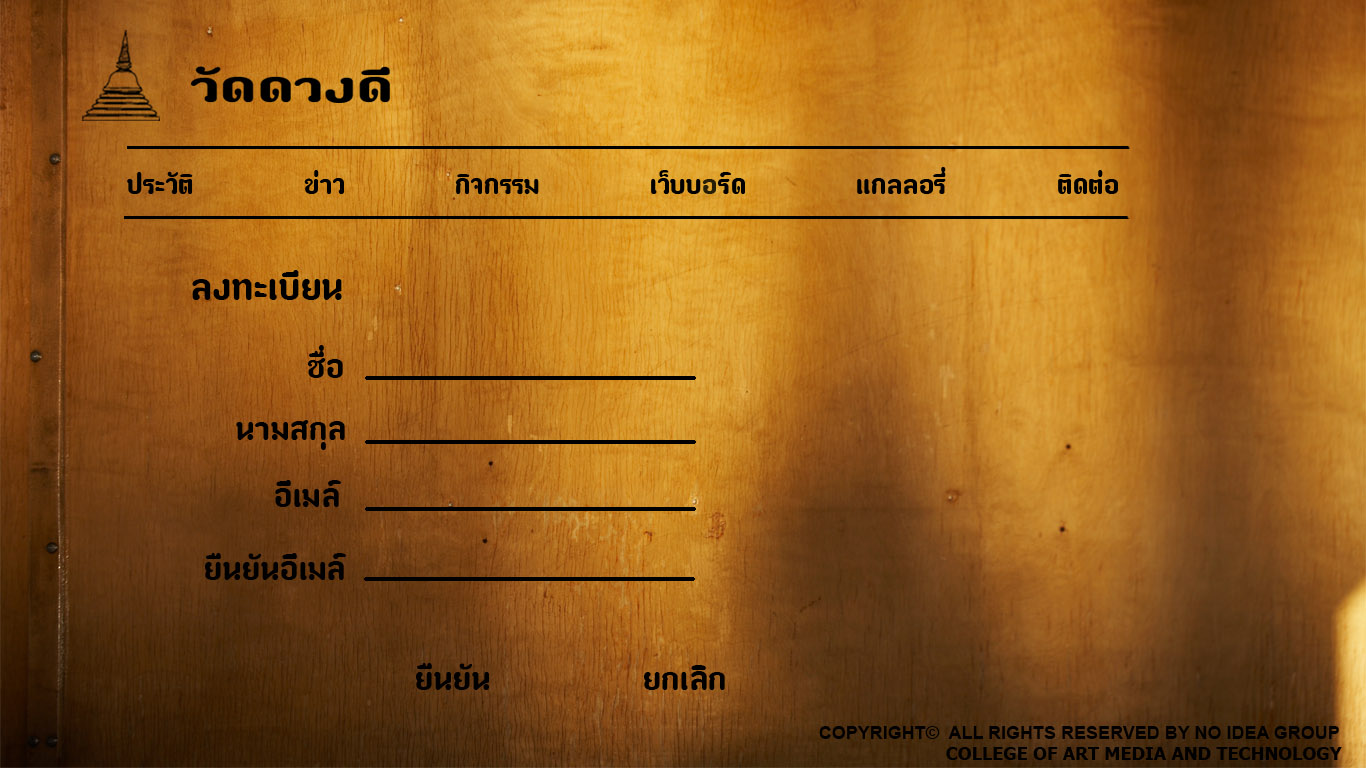 วัดดวงดี
ประวัติ ข่าว กิจกรรม เว็บบอร์ด แกลลอรี่ ติดต่อ
ลงทะเบียน
ชื่อ
นามสกุล
อีเมล์
ยืนยันอีเมล์
ยืนยัน ยกเลิก
COPYRIGHT© ALL RIGHTS RESERVED BY NO IDEA GROUP
COLLEGE OF ART MEDIA AND TECHNOLOGY